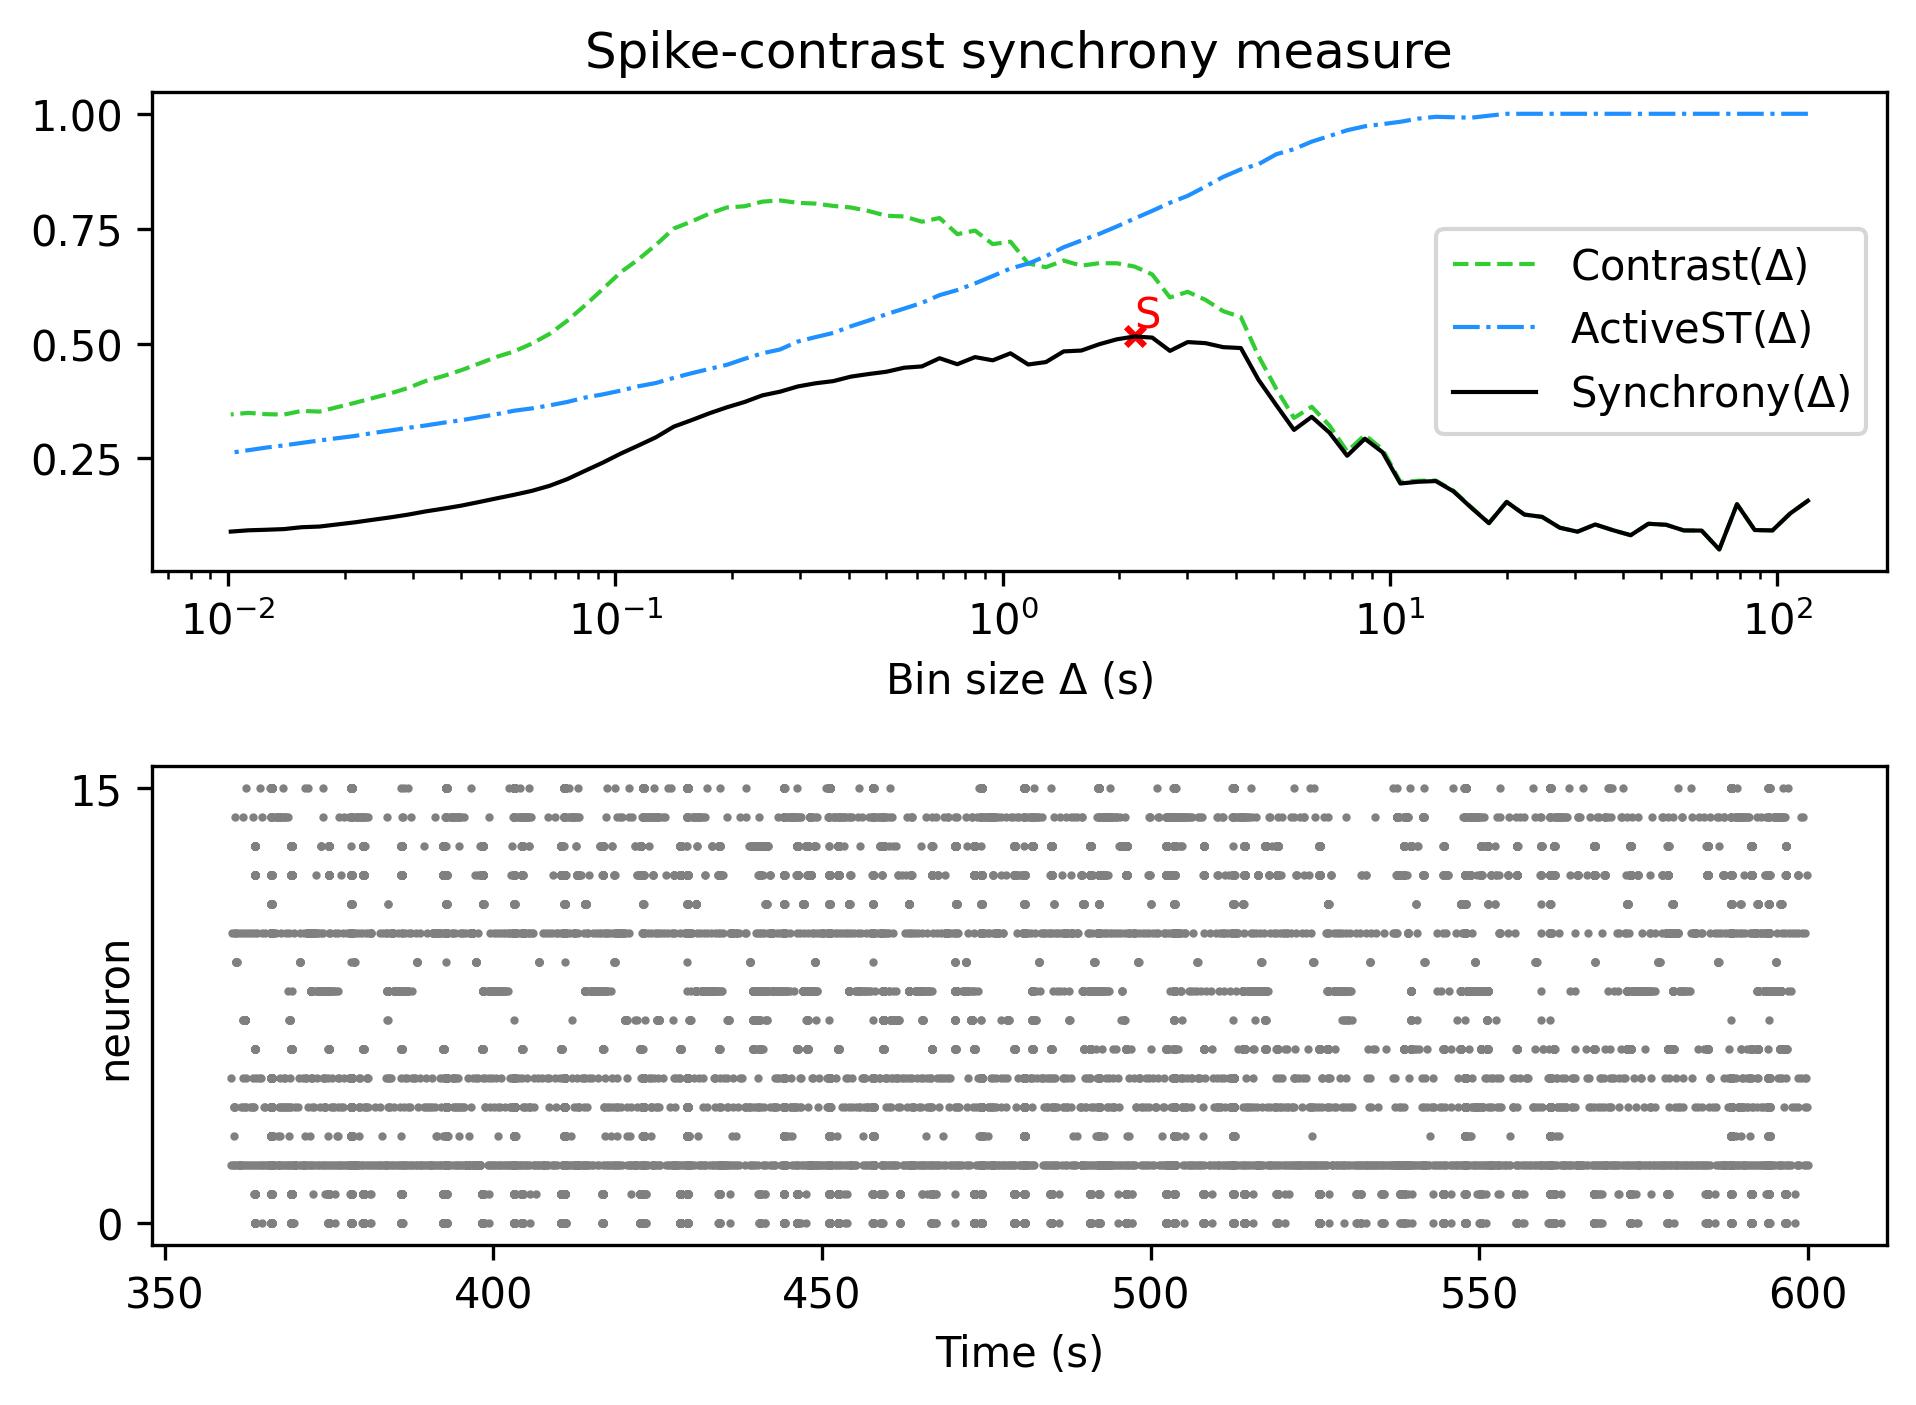 Spike-contrast synchrony measure
1.00
0.75
0.50
0.25
S
Contrast(Δ)
ActiveST(Δ)
Synchrony(Δ)
10⁻² 10⁻¹ 10⁰ 10¹ 10²
Bin size Δ (s)
15
neuron
0
350 400 450 500 550 600
Time (s)